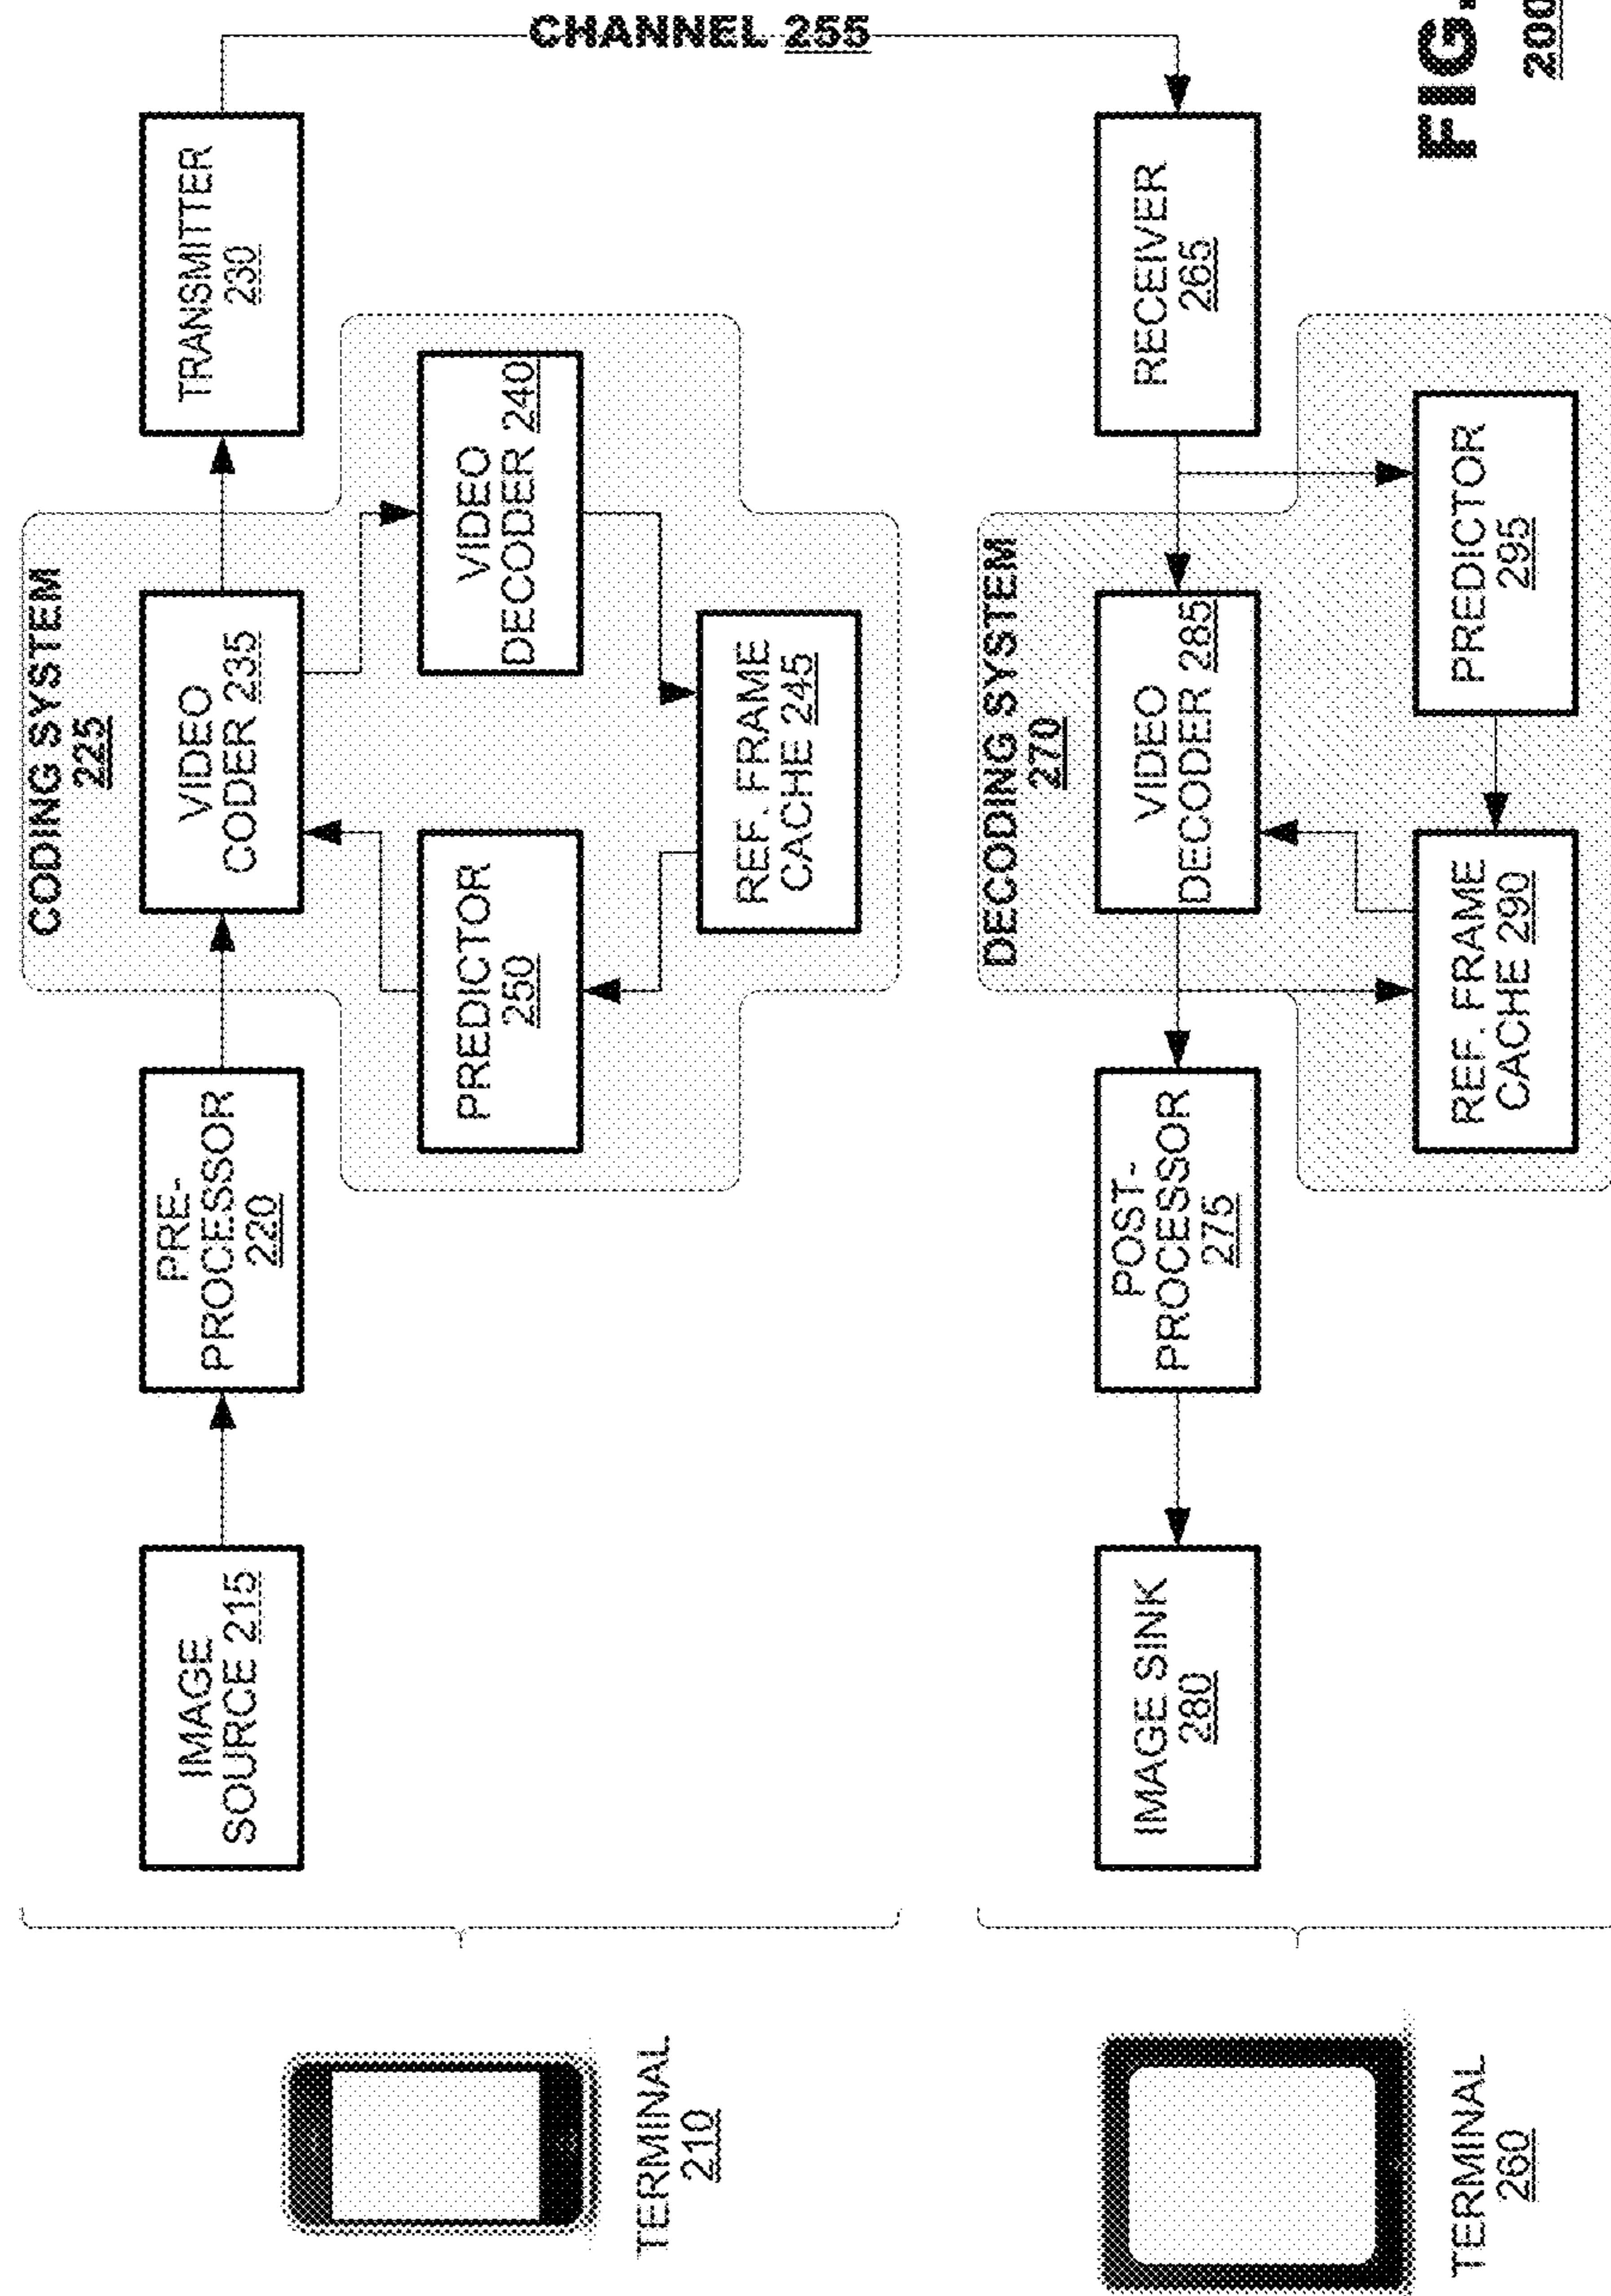 TERMINAL
210
IMAGE
SOURCE 215
PRE-
PROCESSOR
220
CODING SYSTEM
225
VIDEO
CODER 235
PREDICTOR
250
VIDEO
DECODER 240
REF. FRAME
CACHE 245
TRANSMITTER
230
CHANNEL 255
TERMINAL
260
IMAGE SINK
280
POST-
PROCESSOR
275
DECODING SYSTEM
270
VIDEO
DECODER 285
REF. FRAME
CACHE 290
PREDICTOR
295
RECEIVER
265
FIG.
200